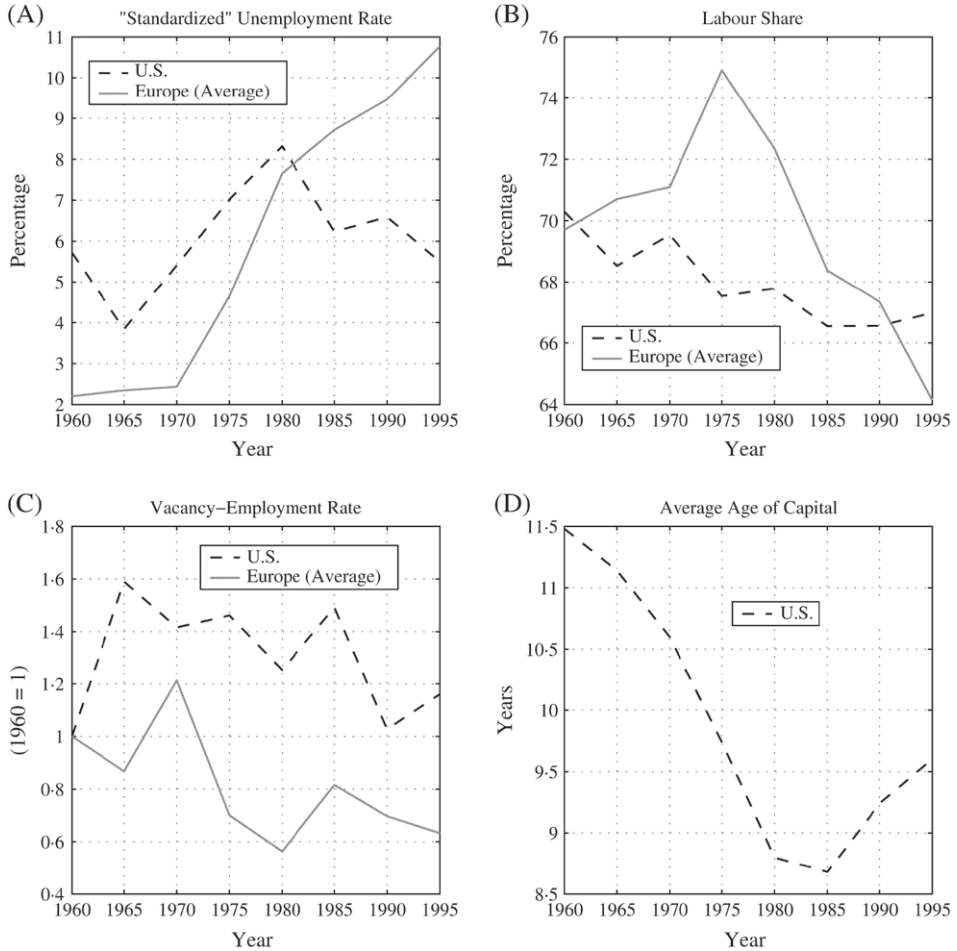 (A)
"Standardized" Unemployment Rate
11
10
9
8
7
6
5
4
3
2
Percentage
U.S.
Europe (Average)
1960 1965 1970 1975 1980 1985 1990 1995
Year
(B)
Labour Share
76
74
72
70
68
66
64
Percentage
U.S.
Europe (Average)
1960 1965 1970 1975 1980 1985 1990 1995
Year
(C)
Vacancy–Employment Rate
1·8
1·6
1·4
1·2
1
0·8
0·6
0·4
(1960 = 1)
U.S.
Europe (Average)
1960 1965 1970 1975 1980 1985 1990 1995
Year
(D)
Average Age of Capital
11·5
11
10·5
10
9·5
9
8·5
Years
U.S.
1960 1965 1970 1975 1980 1985 1990 1995
Year